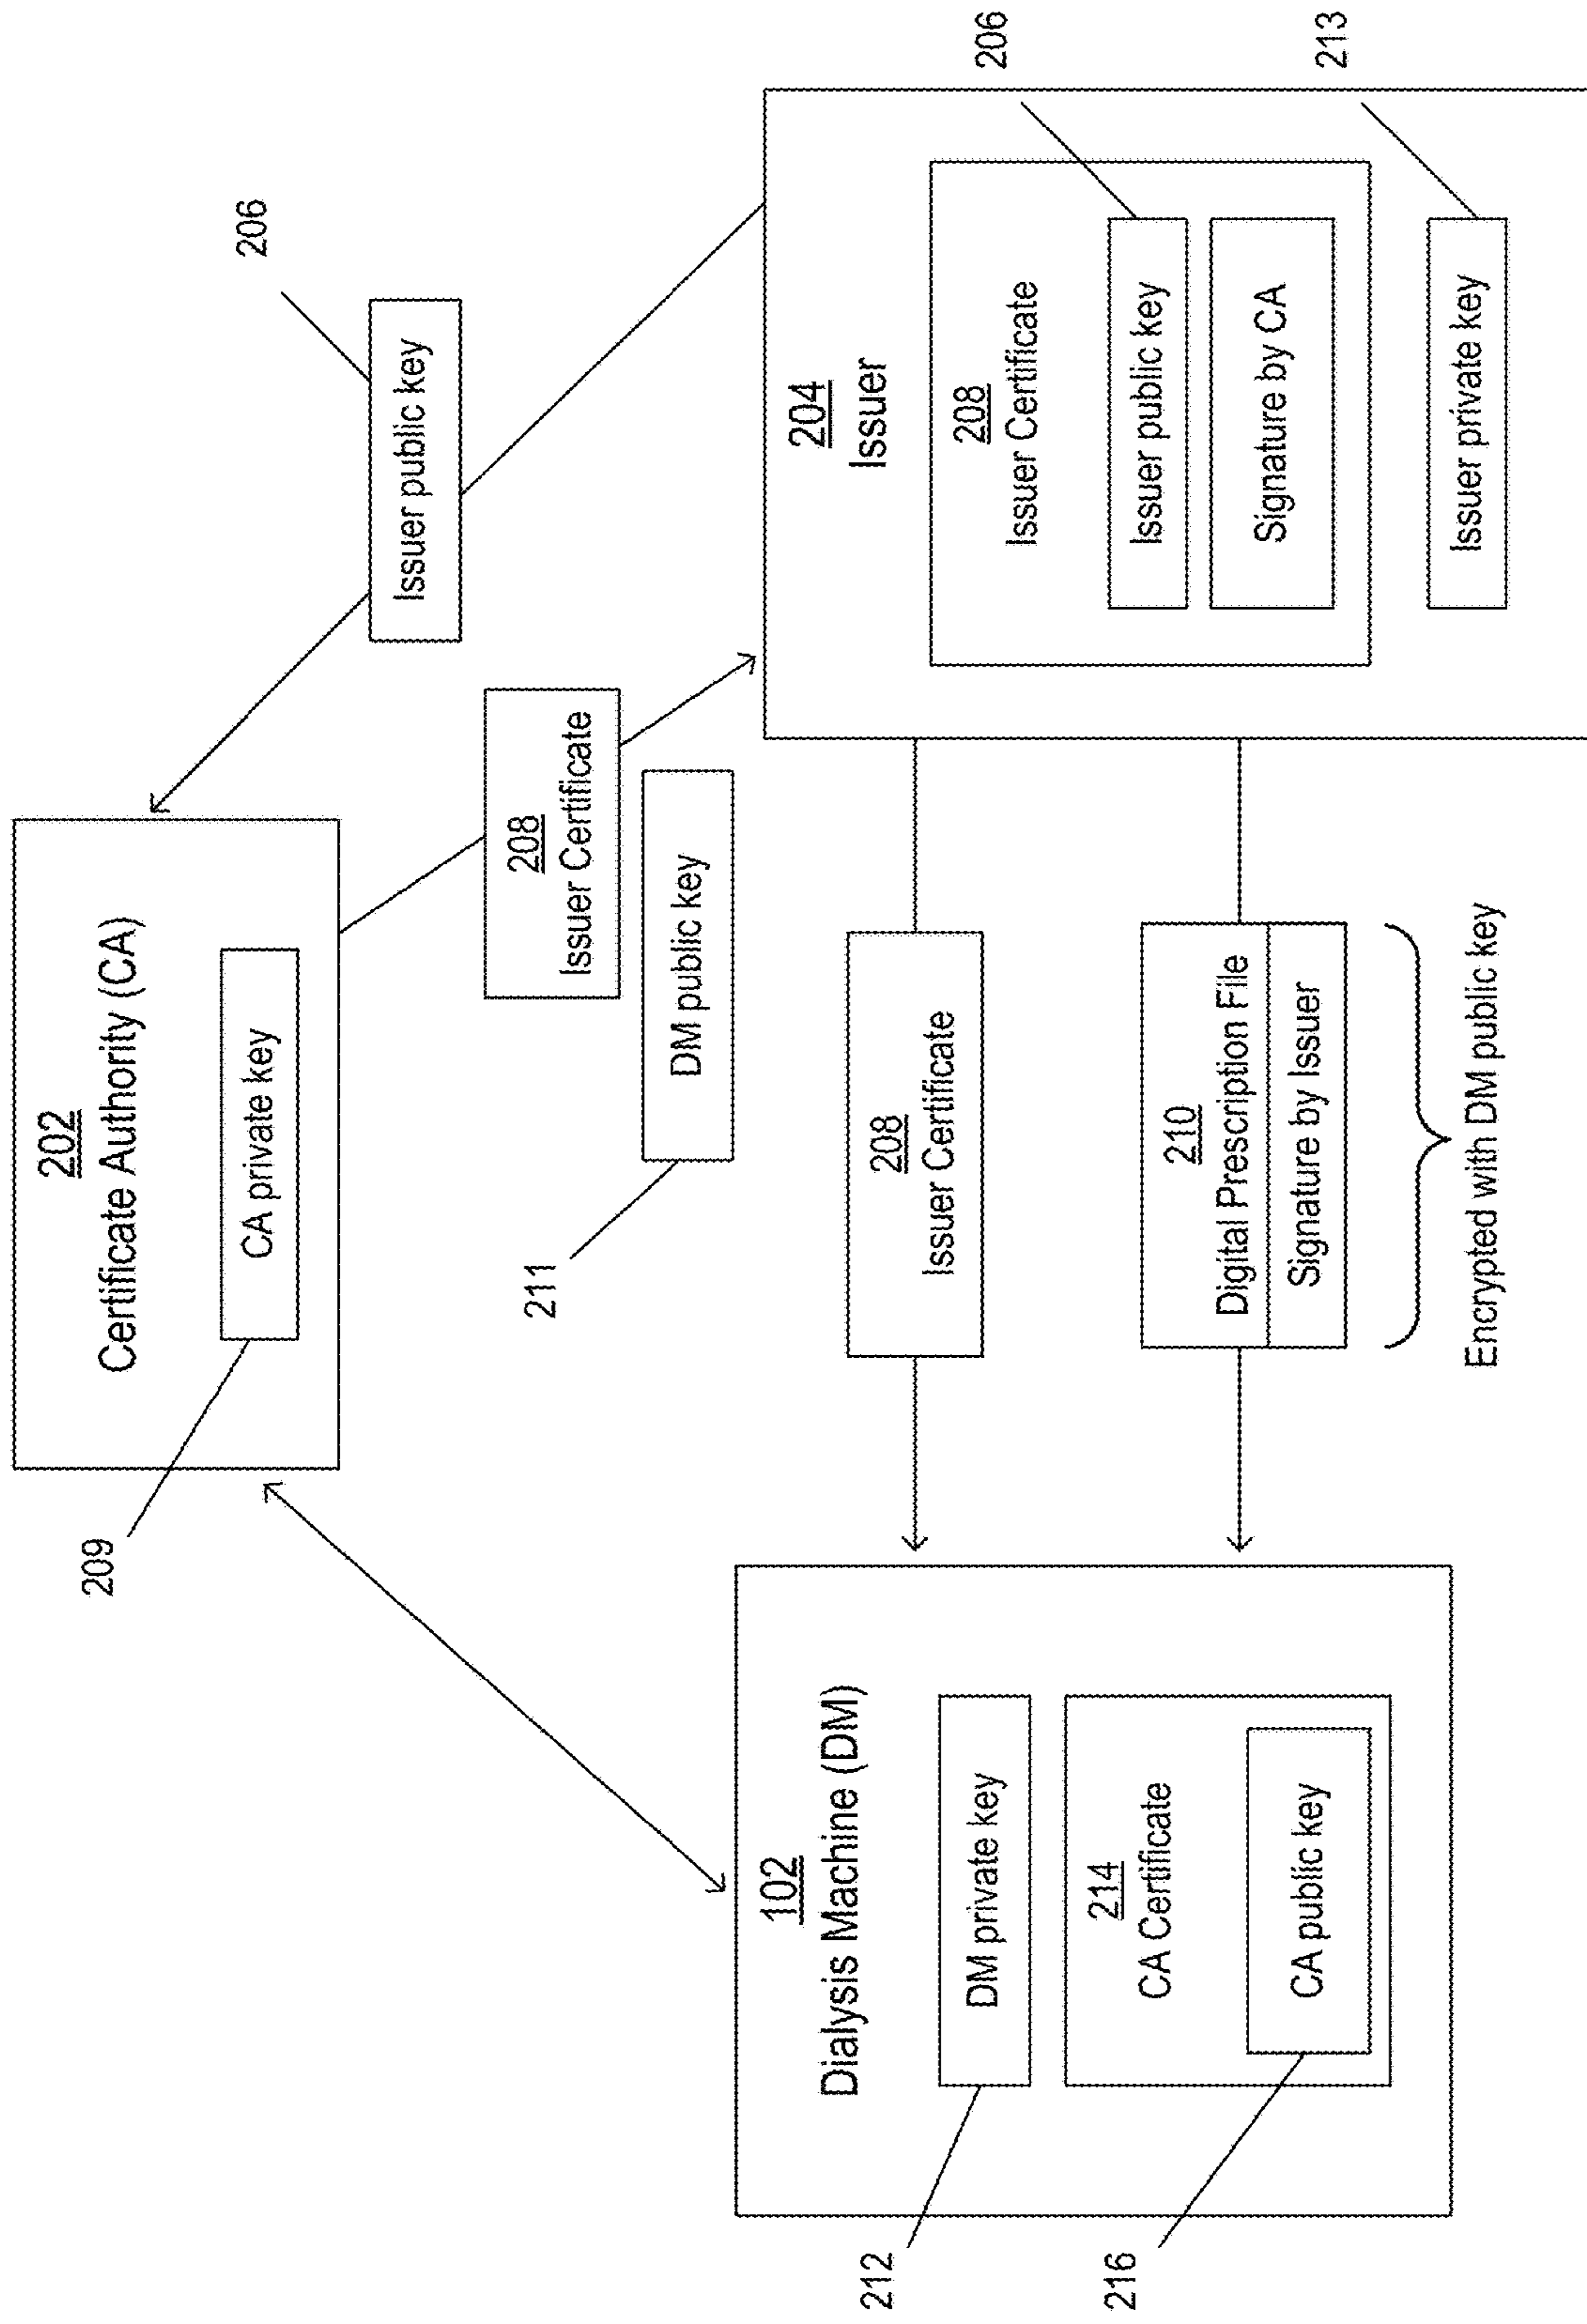 202
Certificate Authority (CA)
CA private key
209
206
Issuer public key
208
Issuer Certificate
DM public key
211
102
Dialysis Machine (DM)
DM private key
212
214
CA Certificate
CA public key
216
208
Issuer Certificate
210
Digital Prescription File
Signature by Issuer
Encrypted with DM public key
204
Issuer
208
Issuer Certificate
Issuer public key
206
Signature by CA
Issuer private key
213